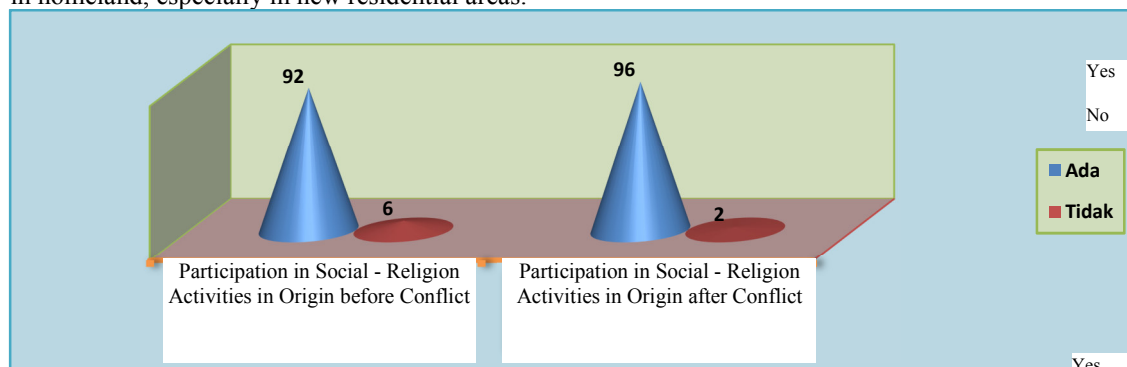 in homeland, especially in new residential areas.
92
6
96
2
Yes
No
Ada
Tidak
Participation in Social - Religion
Activities in Origin before Conflict
Participation in Social - Religion
Activities in Origin after Conflict
Yes